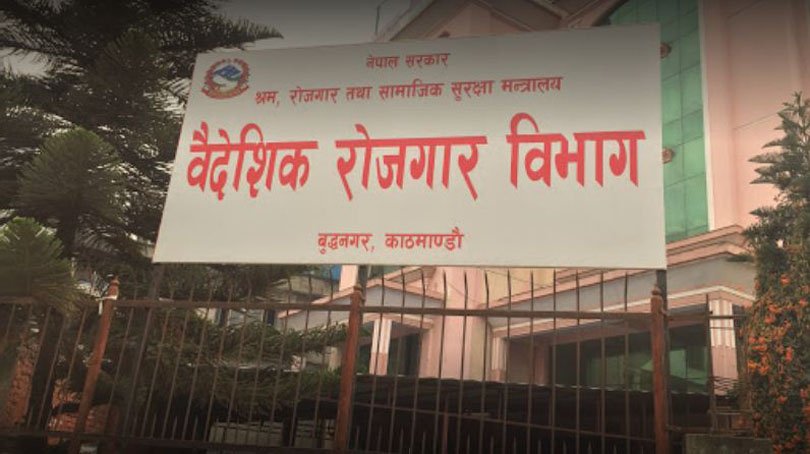 नेपाल सरकार
श्रम, रोजगार तथा सामाजिक सुरक्षा मन्त्रालय
वैदेशिक रोजगार विभाग
बुद्धनगर, काठमाण्डौ